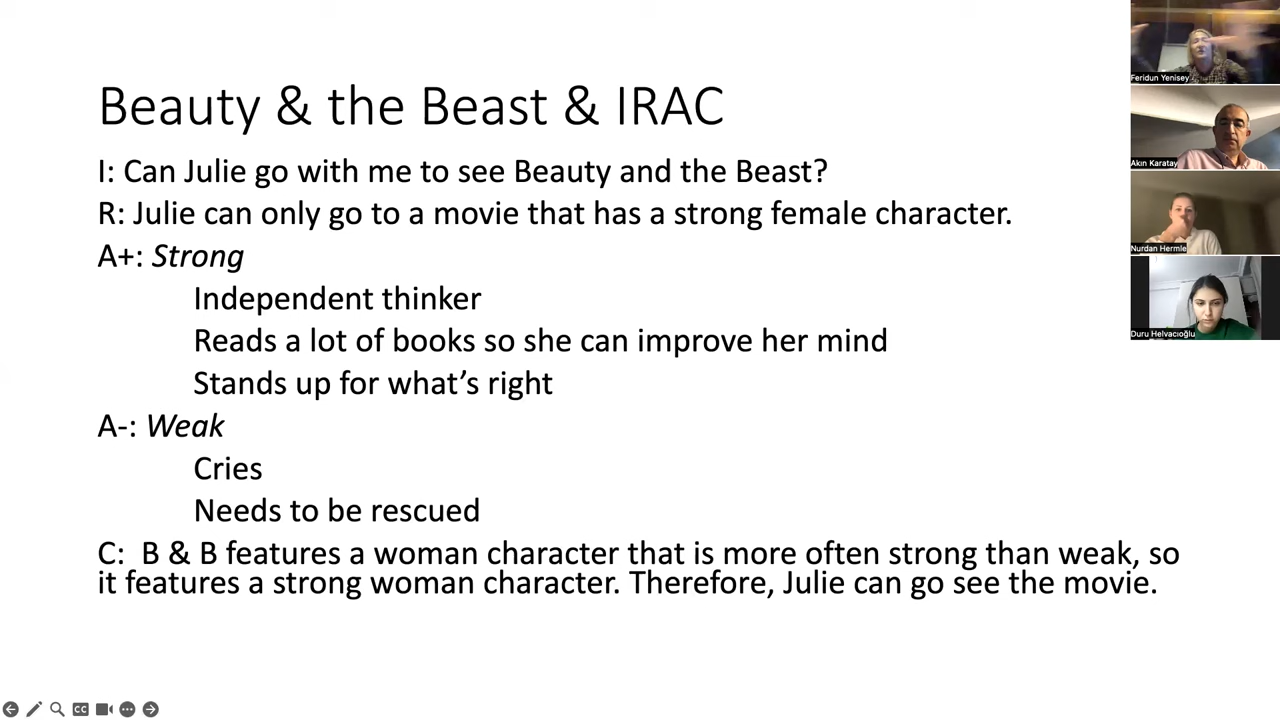 Beauty & the Beast & IRAC
I: Can Julie go with me to see Beauty and the Beast?
R: Julie can only go to a movie that has a strong female character.
A+: Strong
Independent thinker
Reads a lot of books so she can improve her mind
Stands up for what's right
A-: Weak
Cries
Needs to be rescued
C:  B & B features a woman character that is more often strong than weak, so
it features a strong woman character. Therefore, Julie can go see the movie.
Feridun Yenisey
Akın Karatay
Nurdan Hermle
Duru Helvacıoğlu
CC